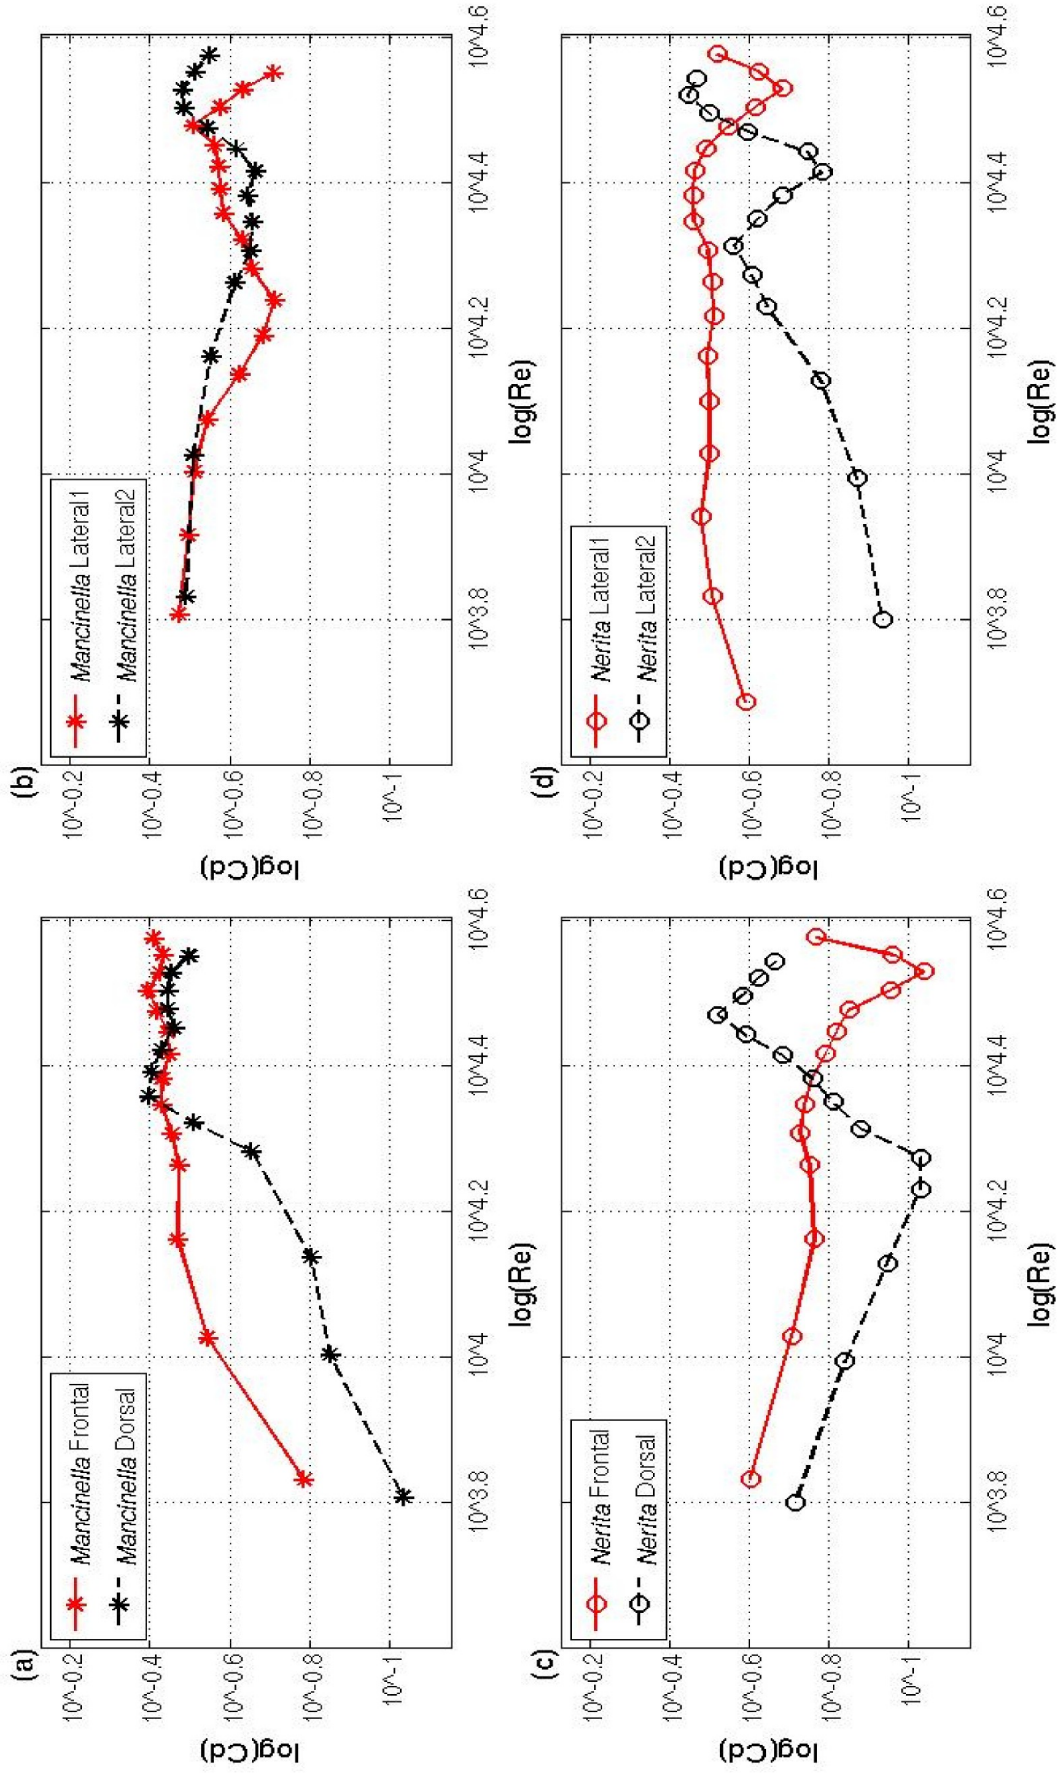 (a)
Mancinella Frontal
Mancinella Dorsal
10^-0.2
10^-0.4
10^-0.6
10^-0.8
10^-1
log(Cd)
10^3.8
10^4
10^4.2
10^4.4
10^4.6
log(Re)
(b)
Mancinella Lateral1
Mancinella Lateral2
10^-0.2
10^-0.4
10^-0.6
10^-0.8
10^-1
log(Cd)
10^3.8
10^4
10^4.2
10^4.4
10^4.6
log(Re)
(c)
Nerita Frontal
Nerita Dorsal
10^-0.2
10^-0.4
10^-0.6
10^-0.8
10^-1
log(Cd)
10^3.8
10^4
10^4.2
10^4.4
10^4.6
log(Re)
(d)
Nerita Lateral1
Nerita Lateral2
10^-0.2
10^-0.4
10^-0.6
10^-0.8
10^-1
log(Cd)
10^3.8
10^4
10^4.2
10^4.4
10^4.6
log(Re)